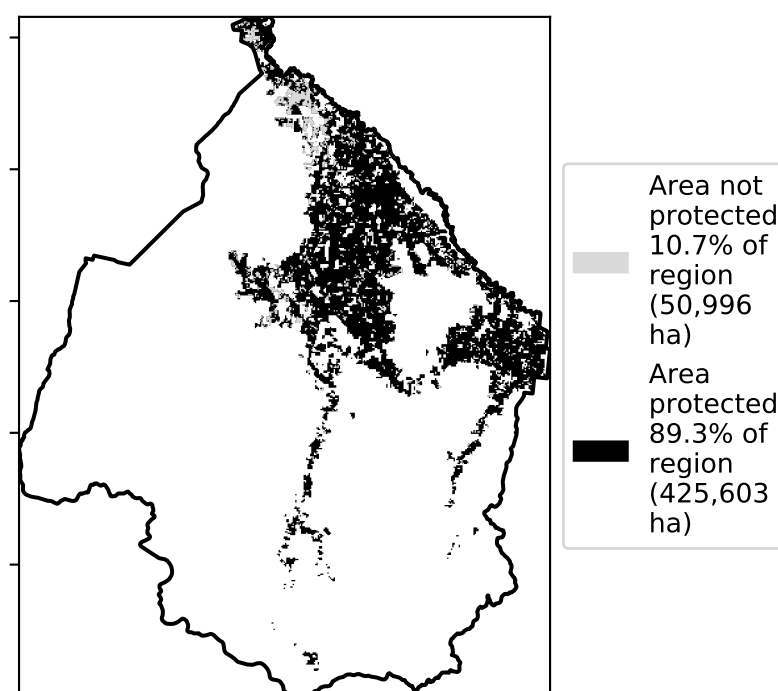 Area not
protected
10.7% of
region
(50,996
ha)
Area
protected
89.3% of
region
(425,603
ha)